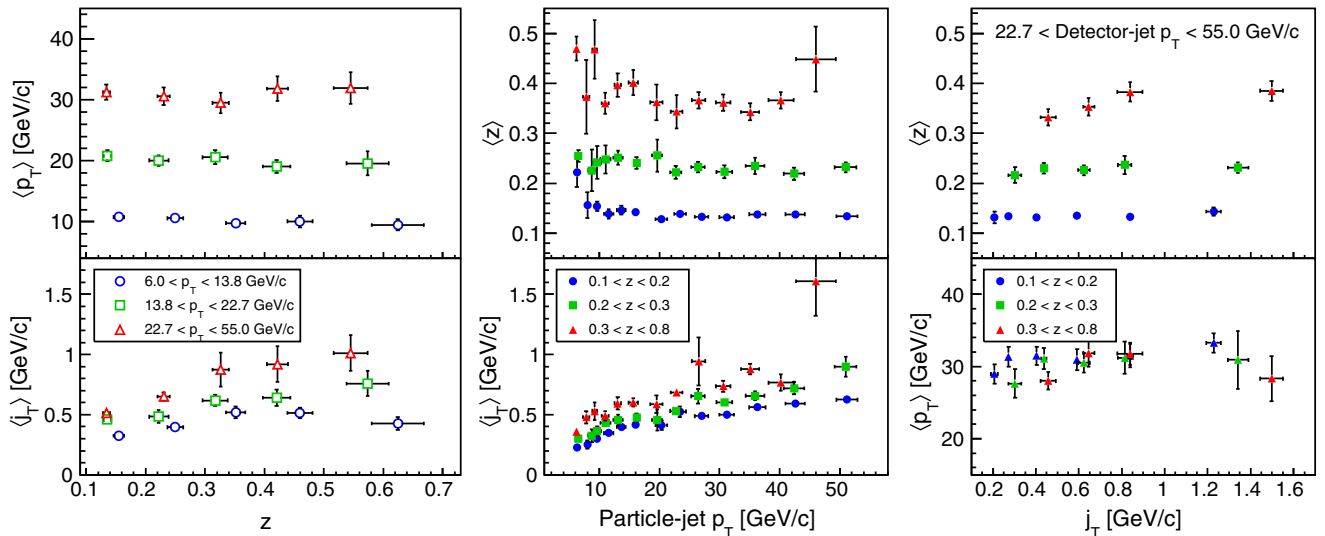 ⟨p_T⟩ [GeV/c]
40
30
20
10
⟨j_T⟩ [GeV/c]
6.0 < p_T < 13.8 GeV/c
13.8 < p_T < 22.7 GeV/c
22.7 < p_T < 55.0 GeV/c
1.5
1
0.5
0
0.1 0.2 0.3 0.4 0.5 0.6 0.7
z
⟨z⟩
0.5
0.4
0.3
0.2
0.1
⟨j_T⟩ [GeV/c]
0.1 < z < 0.2
0.2 < z < 0.3
0.3 < z < 0.8
1.5
1
0.5
0
10 20 30 40 50
Particle-jet p_T [GeV/c]
22.7 < Detector-jet p_T < 55.0 GeV/c
⟨z⟩
0.5
0.4
0.3
0.2
0.1
⟨p_T⟩ [GeV/c]
0.1 < z < 0.2
0.2 < z < 0.3
0.3 < z < 0.8
40
30
20
0.2 0.4 0.6 0.8 1 1.2 1.4 1.6
j_T [GeV/c]